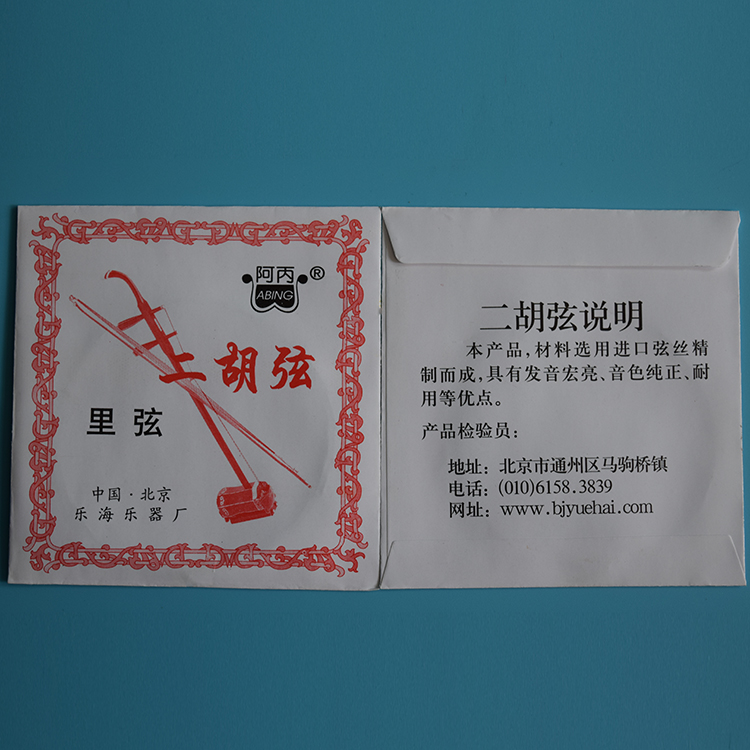 阿丙®
ABING
二胡弦
里弦
中国·北京
乐海乐器厂
二胡弦说明
本产品,材料选用进口弦丝精
制而成,具有发音宏亮、音色纯正、耐
用等优点。
产品检验员:
地址: 北京市通州区马驹桥镇
电话: (010)6158.3839
网址: www.bjyuehai.com